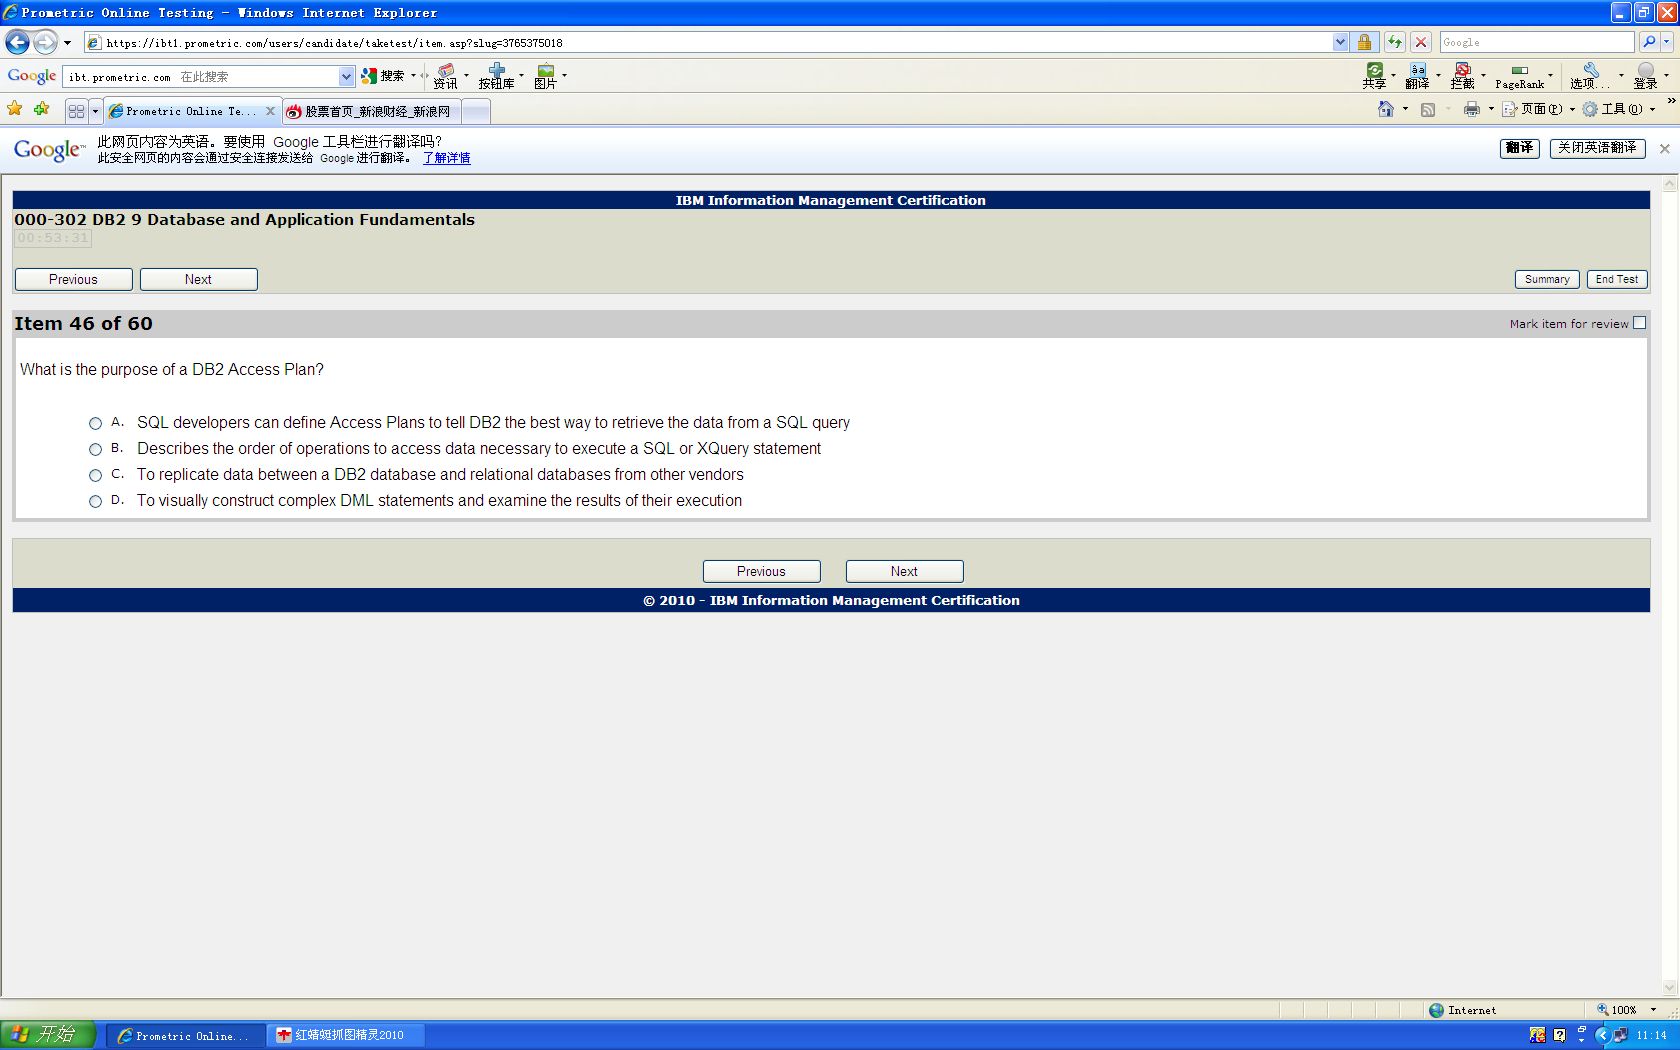 Prometric Online Testing - Windows Internet Explorer
https://ibt1.prometric.com/users/candidate/taketest/item.asp?slug=3765375018
Google
Google ibt.prometric.com 在此搜索 搜索 资讯 按钮库 图片 共享 翻译 拦截 PageRank 选项... 登录
Prometric Online Te... 股票首页_新浪财经_新浪网 页面(P) 工具(O)
Google™ 此网页内容为英语。要使用 Google 工具栏进行翻译吗?
此安全网页的内容会通过安全连接发送给 Google 进行翻译。 了解详情
翻译 关闭英语翻译
IBM Information Management Certification
000-302 DB2 9 Database and Application Fundamentals
00:53:31
Previous Next Summary End Test
Item 46 of 60 Mark item for review
What is the purpose of a DB2 Access Plan?
A. SQL developers can define Access Plans to tell DB2 the best way to retrieve the data from a SQL query
B. Describes the order of operations to access data necessary to execute a SQL or XQuery statement
C. To replicate data between a DB2 database and relational databases from other vendors
D. To visually construct complex DML statements and examine the results of their execution
Previous Next
© 2010 - IBM Information Management Certification
Internet 100%
开始 Prometric Online... 红蜻蜓抓图精灵2010 11:14